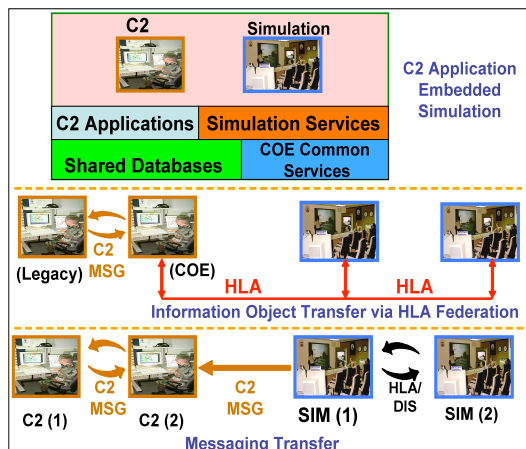 C2
Simulation
C2 Application
Embedded
Simulation
C2 Applications
Simulation Services
Shared Databases
COE Common
Services
(Legacy)
C2
MSG
(COE)
HLA
HLA
Information Object Transfer via HLA Federation
C2 (1)
C2
MSG
C2 (2)
C2
MSG
SIM (1)
HLA/
DIS
SIM (2)
Messaging Transfer